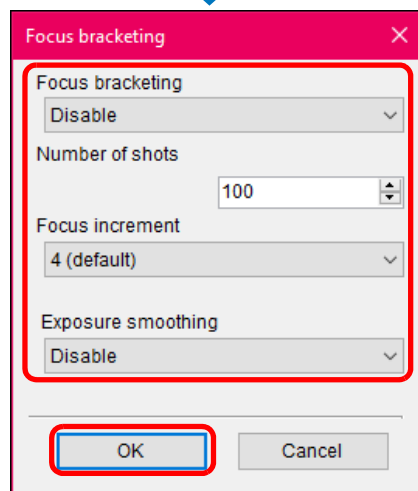 Focus bracketing
Focus bracketing
Disable
Number of shots
100
Focus increment
4 (default)
Exposure smoothing
Disable
OK Cancel